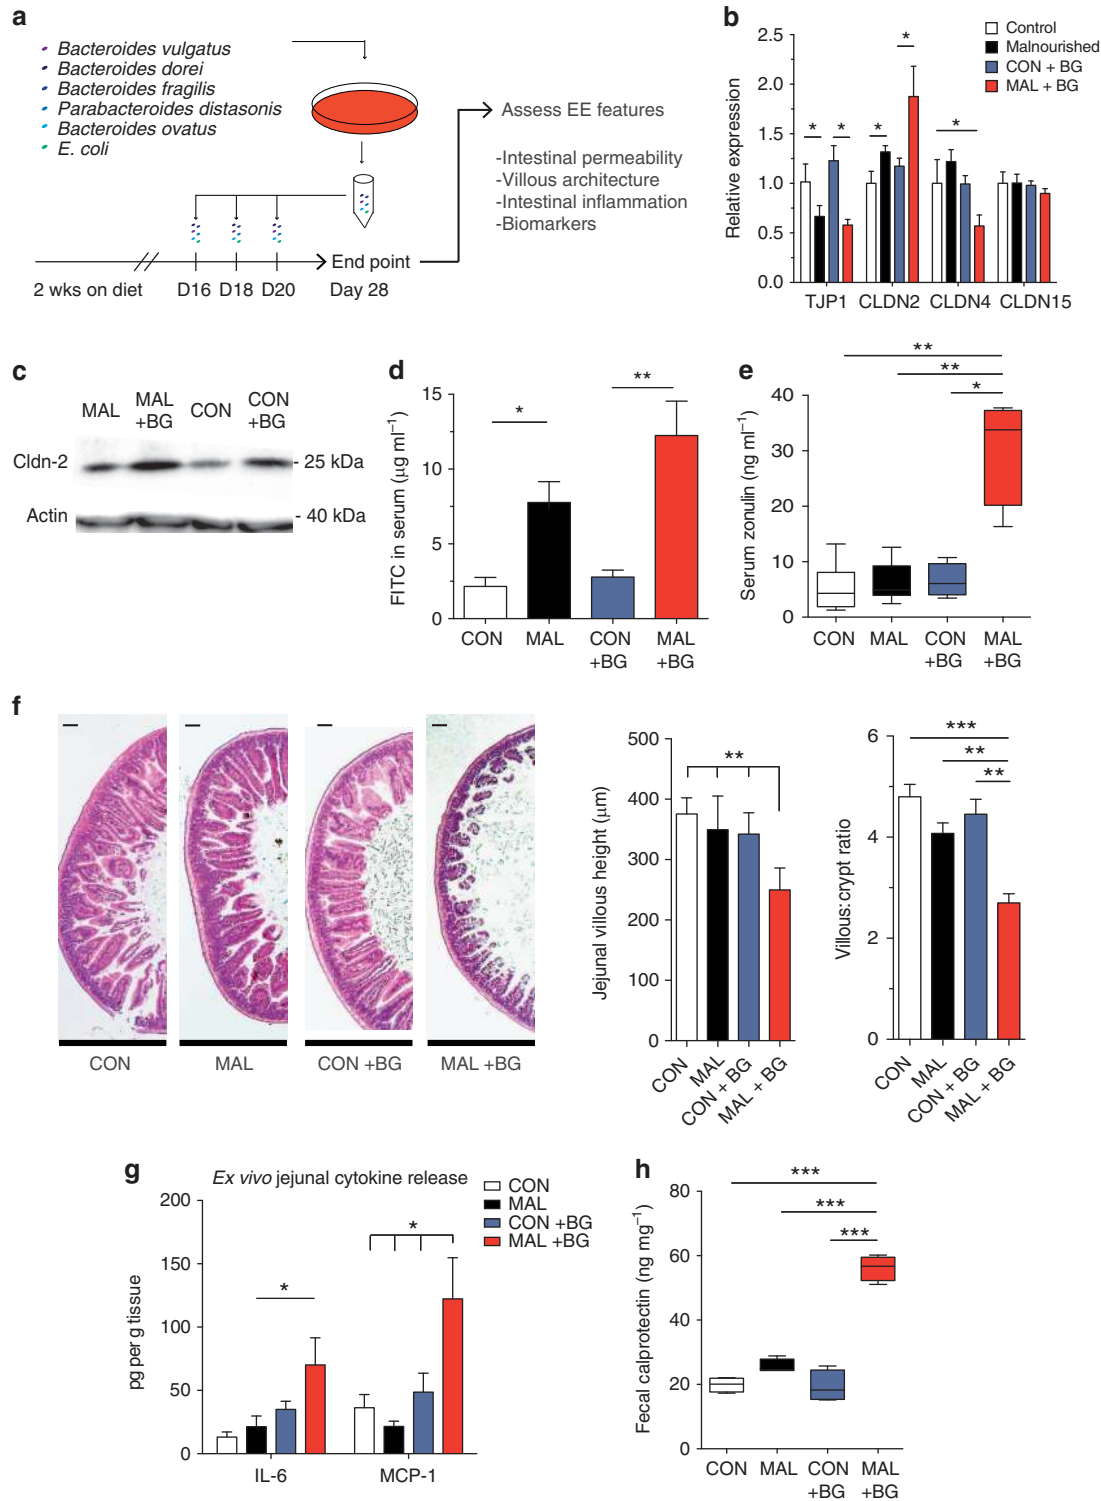 a
Bacteroides vulgatus
Bacteroides dorei
Bacteroides fragilis
Parabacteroides distasonis
Bacteroides ovatus
E. coli
Assess EE features
-Intestinal permeability
-Villous architecture
-Intestinal inflammation
-Biomarkers
2 wks on diet
D16 D18 D20
End point
Day 28
b
Control
Malnourished
CON + BG
MAL + BG
Relative expression
2.5
2.0
1.5
1.0
0.5
0.0
* * * * *
TJP1 CLDN2 CLDN4 CLDN15
c
MAL MAL +BG CON CON +BG
Cldn-2
- 25 kDa
Actin
- 40 kDa
d
FITC in serum (μg ml−1)
15
10
5
0
*
**
CON MAL CON +BG MAL +BG
e
Serum zonulin (ng ml−1)
40
30
20
10
0
**
**
*
CON MAL CON +BG MAL +BG
f
CON MAL CON +BG MAL +BG
Jejunal villous height (μm)
500
400
300
200
100
0
**
CON MAL CON + BG MAL + BG
Villous: crypt ratio
6
4
2
0
***
**
**
CON MAL CON + BG MAL + BG
g
Ex vivo jejunal cytokine release
CON
MAL
CON +BG
MAL +BG
pg per g tissue
200
150
100
50
0
*
*
IL-6 MCP-1
h
Fecal calprotectin (ng mg−1)
80
60
40
20
0
***
***
***
CON MAL CON +BG MAL +BG